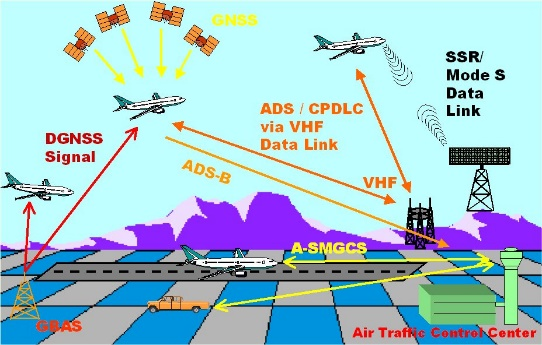 GNSS
SSR/
Mode S
Data
Link
ADS / CPDLC
via VHF
Data Link
DGNSS
Signal
ADS-B
VHF
A-SMGCS
GBAS
Air Traffic Control Center